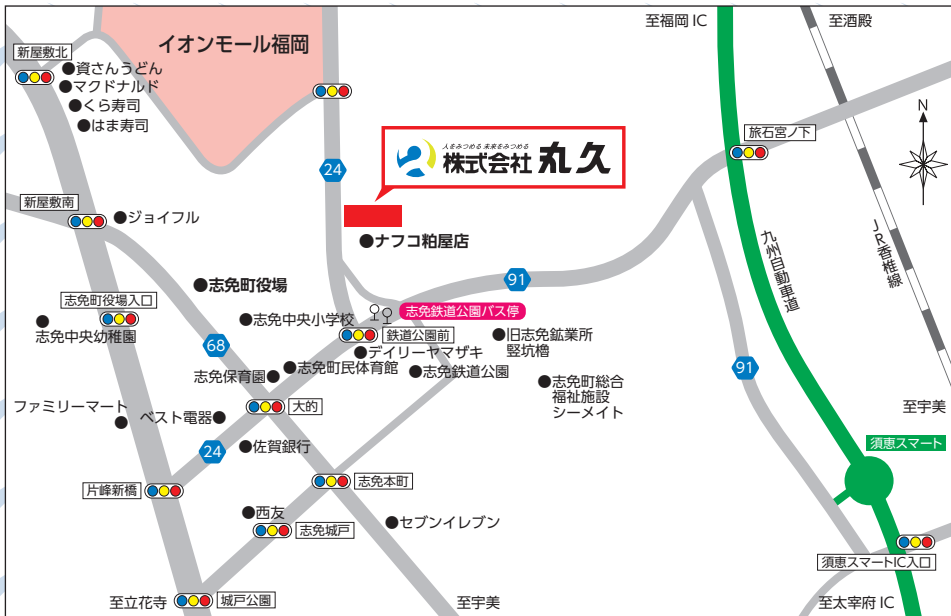 至福岡 IC
至酒殿
イオンモール福岡
新屋敷北
資さんうどん
マクドナルド
くら寿司
はま寿司
N
旅石宮ノ下
人をみつめる 未来をみつめる
株式会社 丸久
24
新屋敷南
ジョイフル
ナフコ粕屋店
九州自動車道
JR香椎線
91
志免町役場
志免町役場入口
志免中央幼稚園
志免中央小学校
志免鉄道公園バス停
鉄道公園前
旧志免鉱業所
竪坑櫓
68
デイリーヤマザキ
志免町民体育館
志免保育園
志免鉄道公園
91
志免町総合
福祉施設
シーメイト
ファミリーマート
ベスト電器
大的
至宇美
24
佐賀銀行
須恵スマート
片峰新橋
志免本町
西友
志免城戸
セブンイレブン
須恵スマートIC入口
至立花寺
城戸公園
至宇美
至太宰府 IC